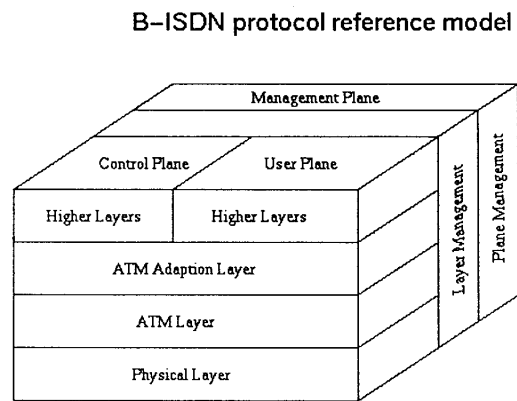 B–ISDN protocol reference model
Management Plane
Control Plane
User Plane
Higher Layers
Higher Layers
ATM Adaption Layer
ATM Layer
Physical Layer
Layer Management
Plane Management